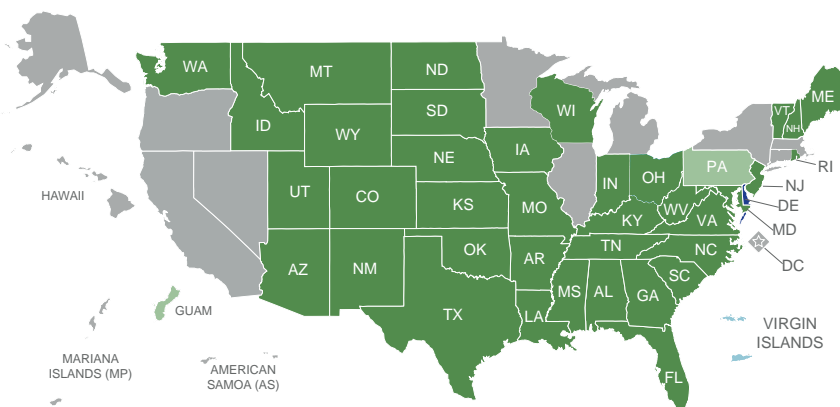 WA
MT
ND
ME
VT
NH
SD
WI
ID
WY
IA
NE
PA
RI
OH
IN
NJ
UT
CO
HAWAII
DE
KS
MO
WV
VA
KY
MD
TN
NC
OK
AR
DC
AZ
NM
SC
MS
AL
GA
GUAM
TX
LA
VIRGIN
ISLANDS
MARIANA
ISLANDS (MP)
AMERICAN
SAMOA (AS)
FL